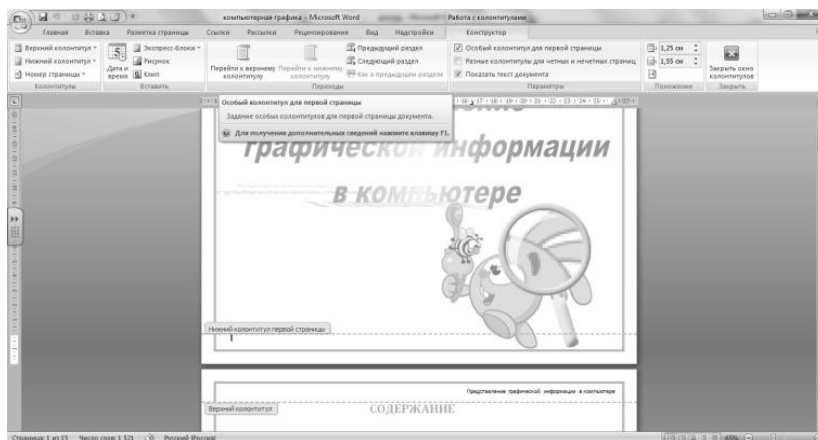 компьютерная графика - Microsoft Word
Работа с колонтитулами
Главная Вставка Разметка страницы Ссылки Рассылки Рецензирование Вид Надстройки Конструктор
Верхний колонтитул
Нижний колонтитул
Номер страницы
Колонтитулы
5
Дата и время
Экспресс-блоки
Рисунок
Клип
Вставить
Перейти к верхнему колонтитулу
Перейти к нижнему колонтитулу
Предыдущий раздел
Следующий раздел
Как в предыдущем разделе
Переходы
Особый колонтитул для первой страницы
Разные колонтитулы для четных и нечетных страниц
Показать текст документа
Параметры
1,25 см
1,55 см
Положение
Закрыть окно колонтитулов
Закрыть
Особый колонтитул для первой страницы
Задание особых колонтитулов для первой страницы документа.
Для получения дополнительных сведений нажмите клавишу F1.
графической информации
в компьютере
Нижний колонтитул первой страницы
Представление графической информации в компьютере
Верхний колонтитул
СОДЕРЖАНИЕ
Страница: 1 из 15 Число слов: 1 521 Русский (Россия) 65%